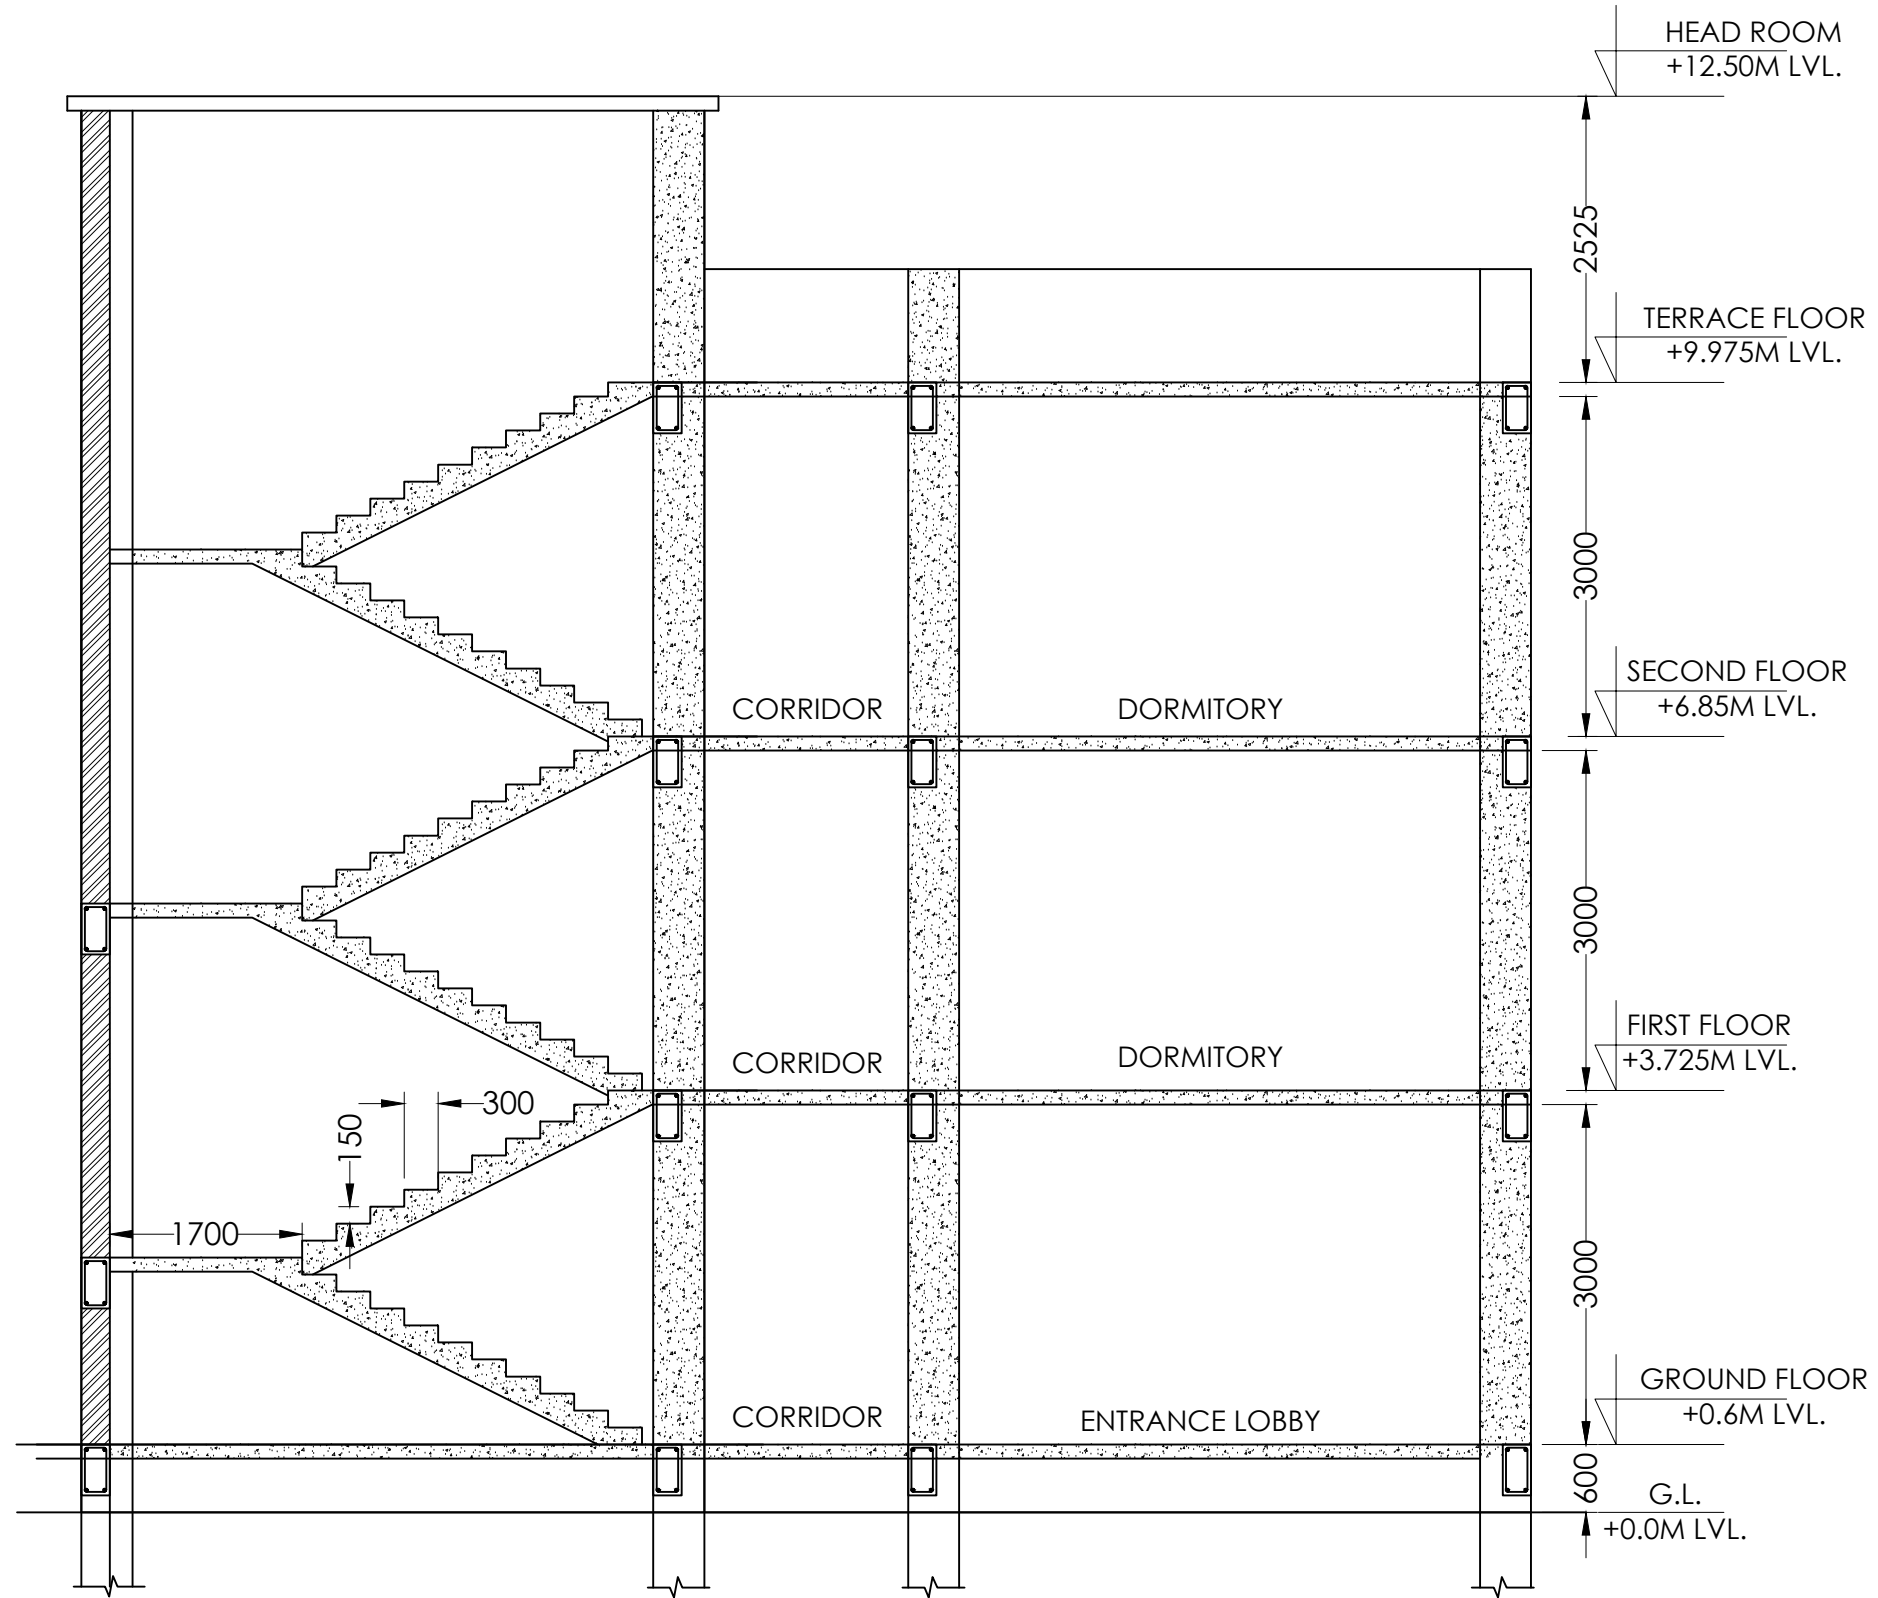 HEAD ROOM
+12.50M LVL.
2525
TERRACE FLOOR
+9.975M LVL.
3000
SECOND FLOOR
+6.85M LVL.
CORRIDOR
DORMITORY
3000
FIRST FLOOR
+3.725M LVL.
CORRIDOR
DORMITORY
300
150
1700
3000
GROUND FLOOR
+0.6M LVL.
CORRIDOR
ENTRANCE LOBBY
600
G.L.
+0.0M LVL.